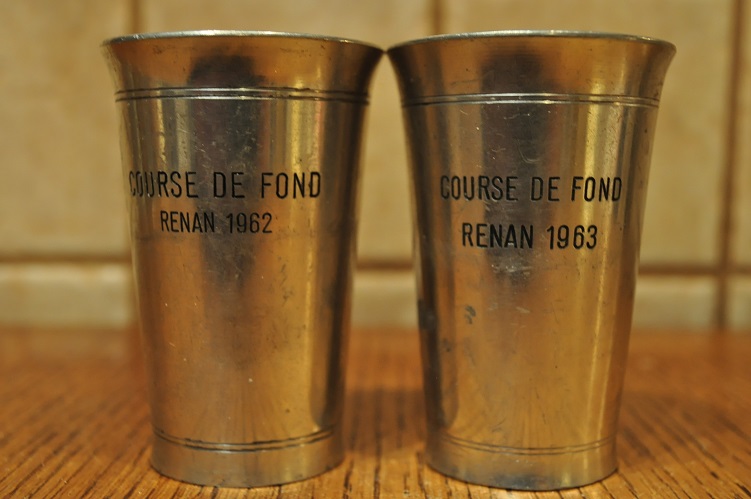 COURSE DE FOND
RENAN 1962
COURSE DE FOND
RENAN 1963